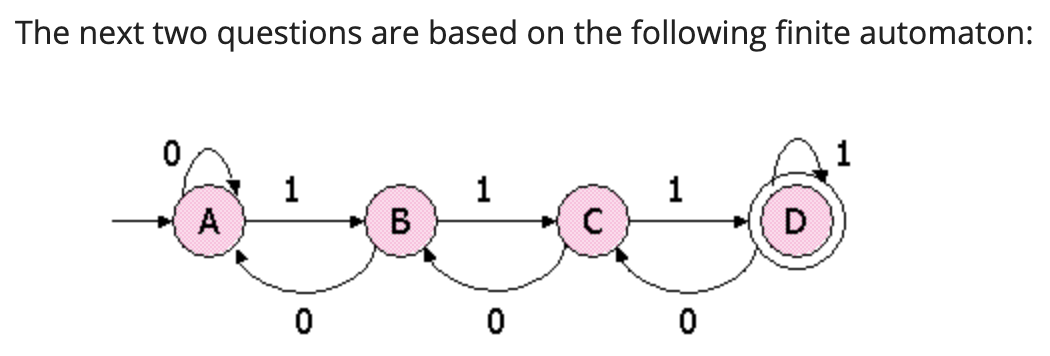 The next two questions are based on the following finite automaton:
0 1
1 1 1
A B C D
0 0 0